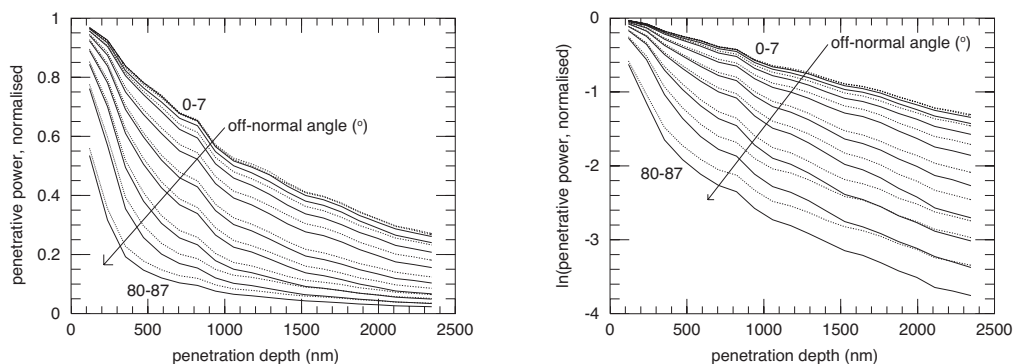 1
0.8
0.6
0.4
0.2
0
penetrative power, normalised
0-7
off-normal angle (°)
80-87
0 500 1000 1500 2000 2500
penetration depth (nm)
-0
-1
-2
-3
-4
ln(penetrative power, normalised)
off-normal angle (°)
0-7
80-87
0 500 1000 1500 2000 2500
penetration depth (nm)